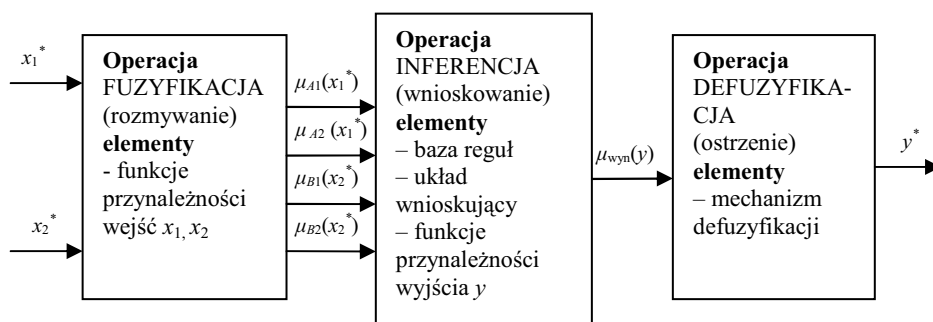 x₁*
x₂*
Operacja
FUZYFIKACJA
(rozmywanie)
elementy
- funkcje
przynależności
wejść x₁, x₂
μA1(x₁*)
μA2 (x₁*)
μB1(x₂*)
μB2(x₂*)
Operacja
INFERENCJA
(wnioskowanie)
elementy
– baza reguł
– układ
wnioskujący
– funkcje
przynależności
wyjścia y
μwyn(y)
Operacja
DEFUZYFIKA-
CJA
(ostrzenie)
elementy
– mechanizm
defuzyfikacji
y*